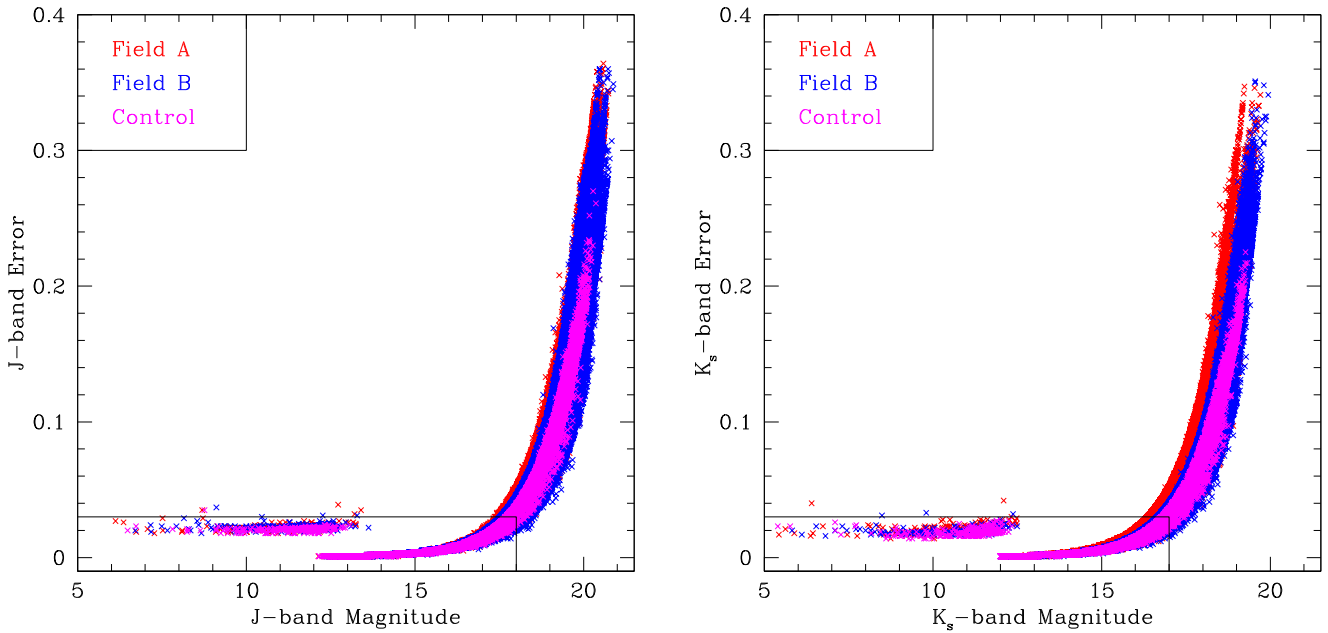 0.4
0.3
0.2
0.1
0
J-band Error
Field A
Field B
Control
5
10
15
20
J-band Magnitude
0.4
0.3
0.2
0.1
0
Ks-band Error
Field A
Field B
Control
5
10
15
20
Ks-band Magnitude